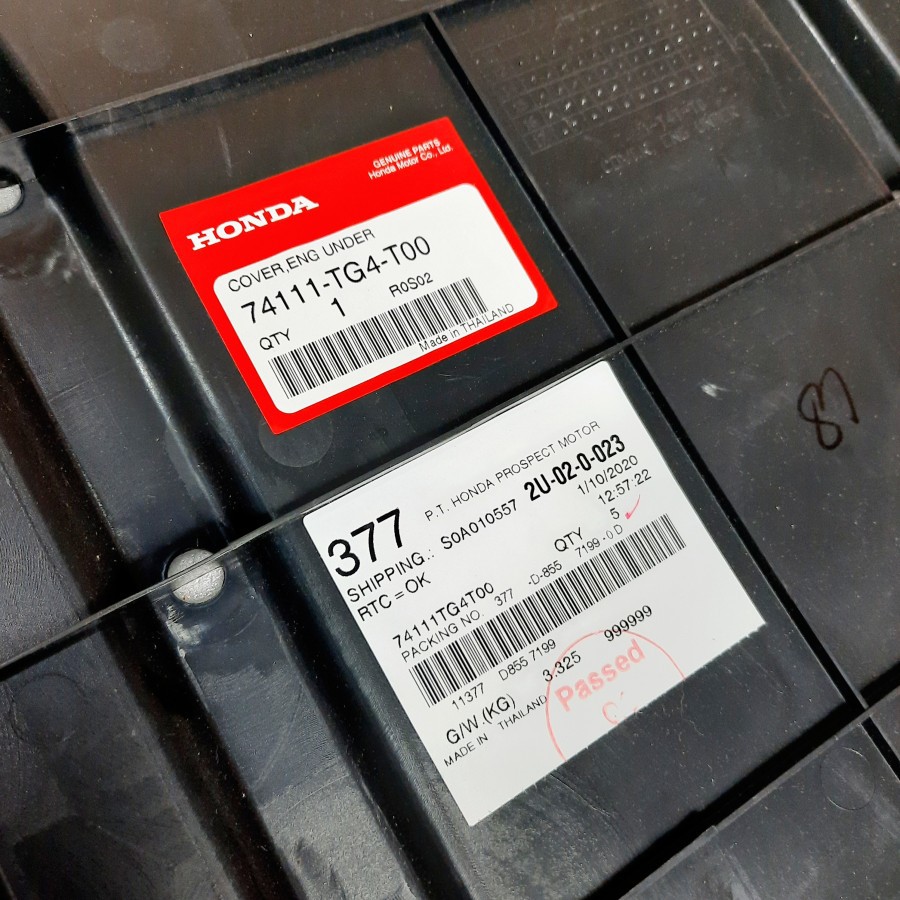 GENUINE PARTS
Honda Motor Co., Ltd.
HONDA
COVER,ENG UNDER
74111-TG4-T00
QTY 1 R0S02
Made in THAILAND
377 P.T. HONDA PROSPECT MOTOR
SHIPPING.: S0A010557 2U-02-0-023
RTC=OK 1/10/2020
12:57:22
74111TG4T00 QTY 5
PACKING NO. 377 -D-855 7199-0D
11377 D855 7199
G/W.(KG) 3.325 999999
MADE IN THAILAND
Passed